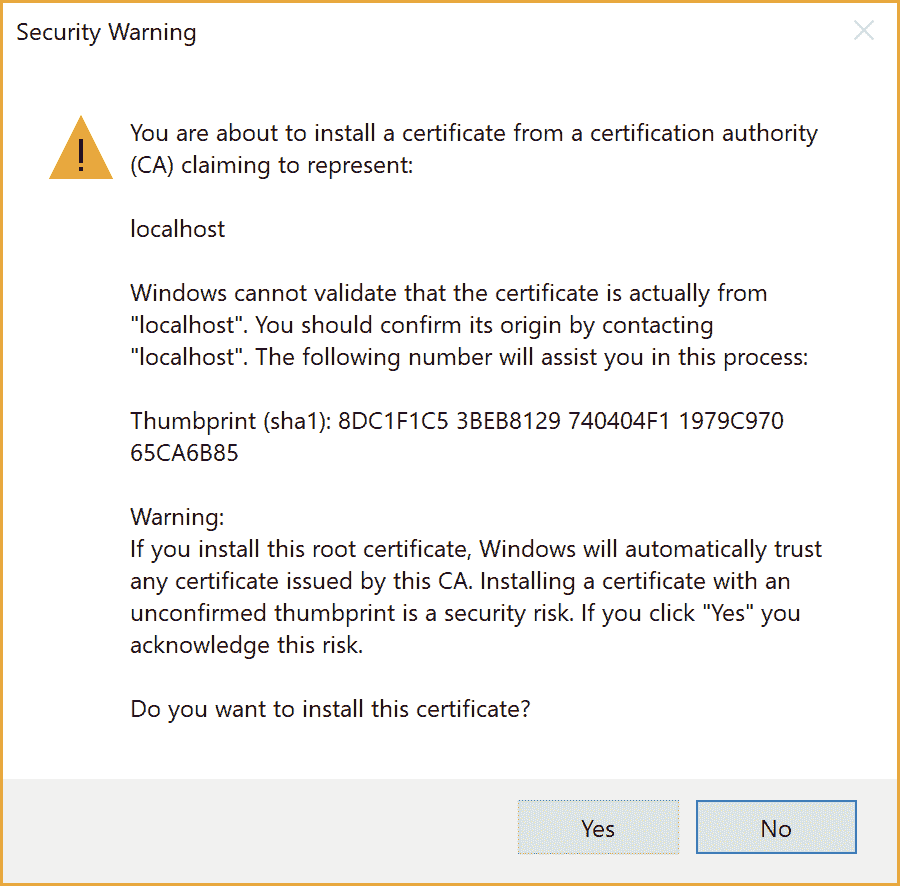 Security Warning
You are about to install a certificate from a certification authority
(CA) claiming to represent:
localhost
Windows cannot validate that the certificate is actually from
"localhost". You should confirm its origin by contacting
"localhost". The following number will assist you in this process:
Thumbprint (sha1): 8DC1F1C5 3BEB8129 740404F1 1979C970
65CA6B85
Warning:
If you install this root certificate, Windows will automatically trust
any certificate issued by this CA. Installing a certificate with an
unconfirmed thumbprint is a security risk. If you click "Yes" you
acknowledge this risk.
Do you want to install this certificate?
Yes
No